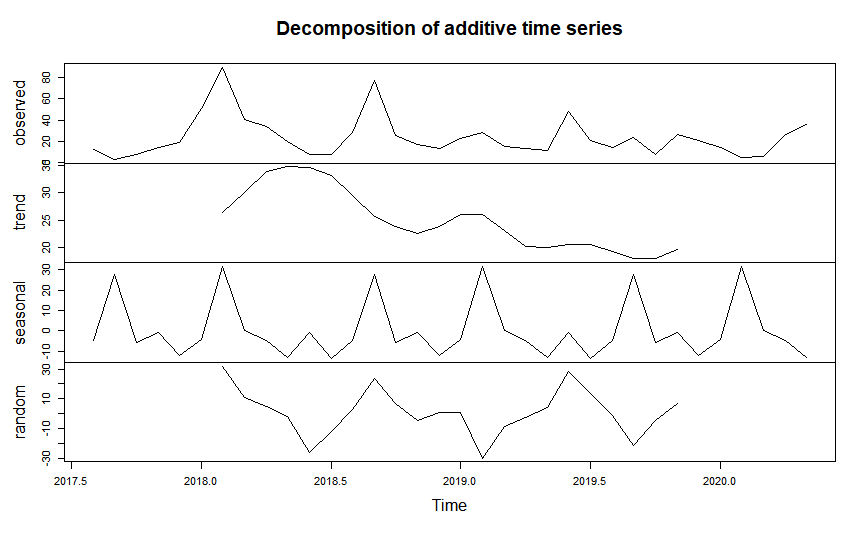 Decomposition of additive time series
observed
0 20 40 60 80
trend
20 25 30 35
seasonal
-10 0 10 20 30
random
-30 -10 10 30
2017.5 2018.0 2018.5 2019.0 2019.5 2020.0
Time